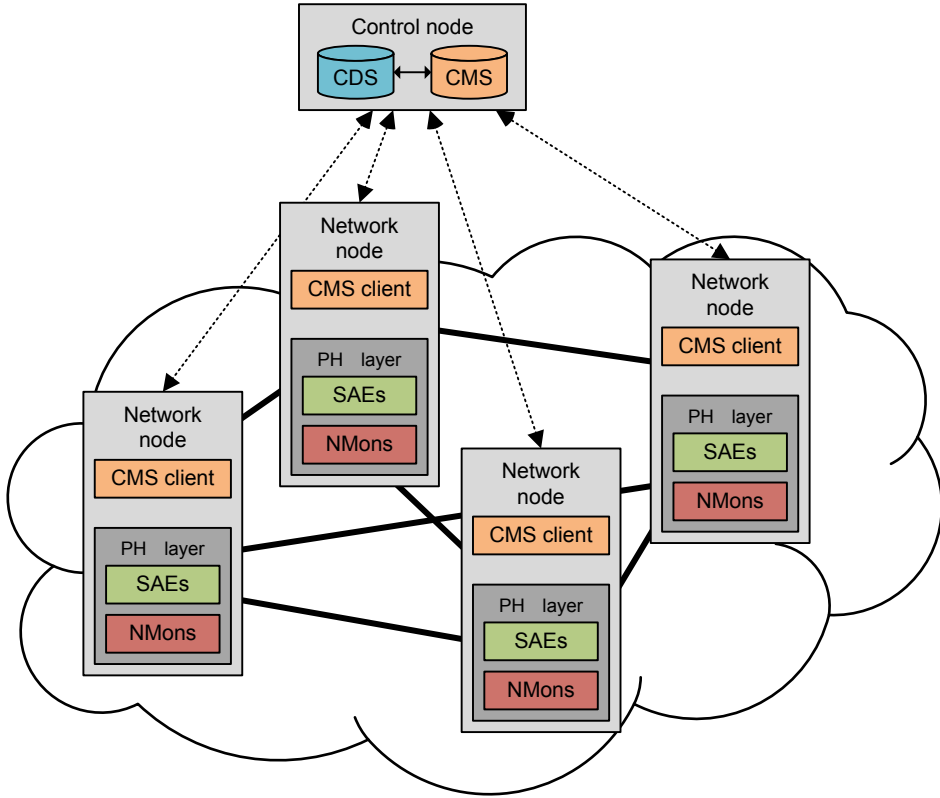 Control node
CDS
CMS
Network
node
CMS client
PH layer
SAEs
NMons
Network
node
CMS client
PH layer
SAEs
NMons
Network
node
CMS client
PH layer
SAEs
NMons
Network
node
CMS client
PH layer
SAEs
NMons